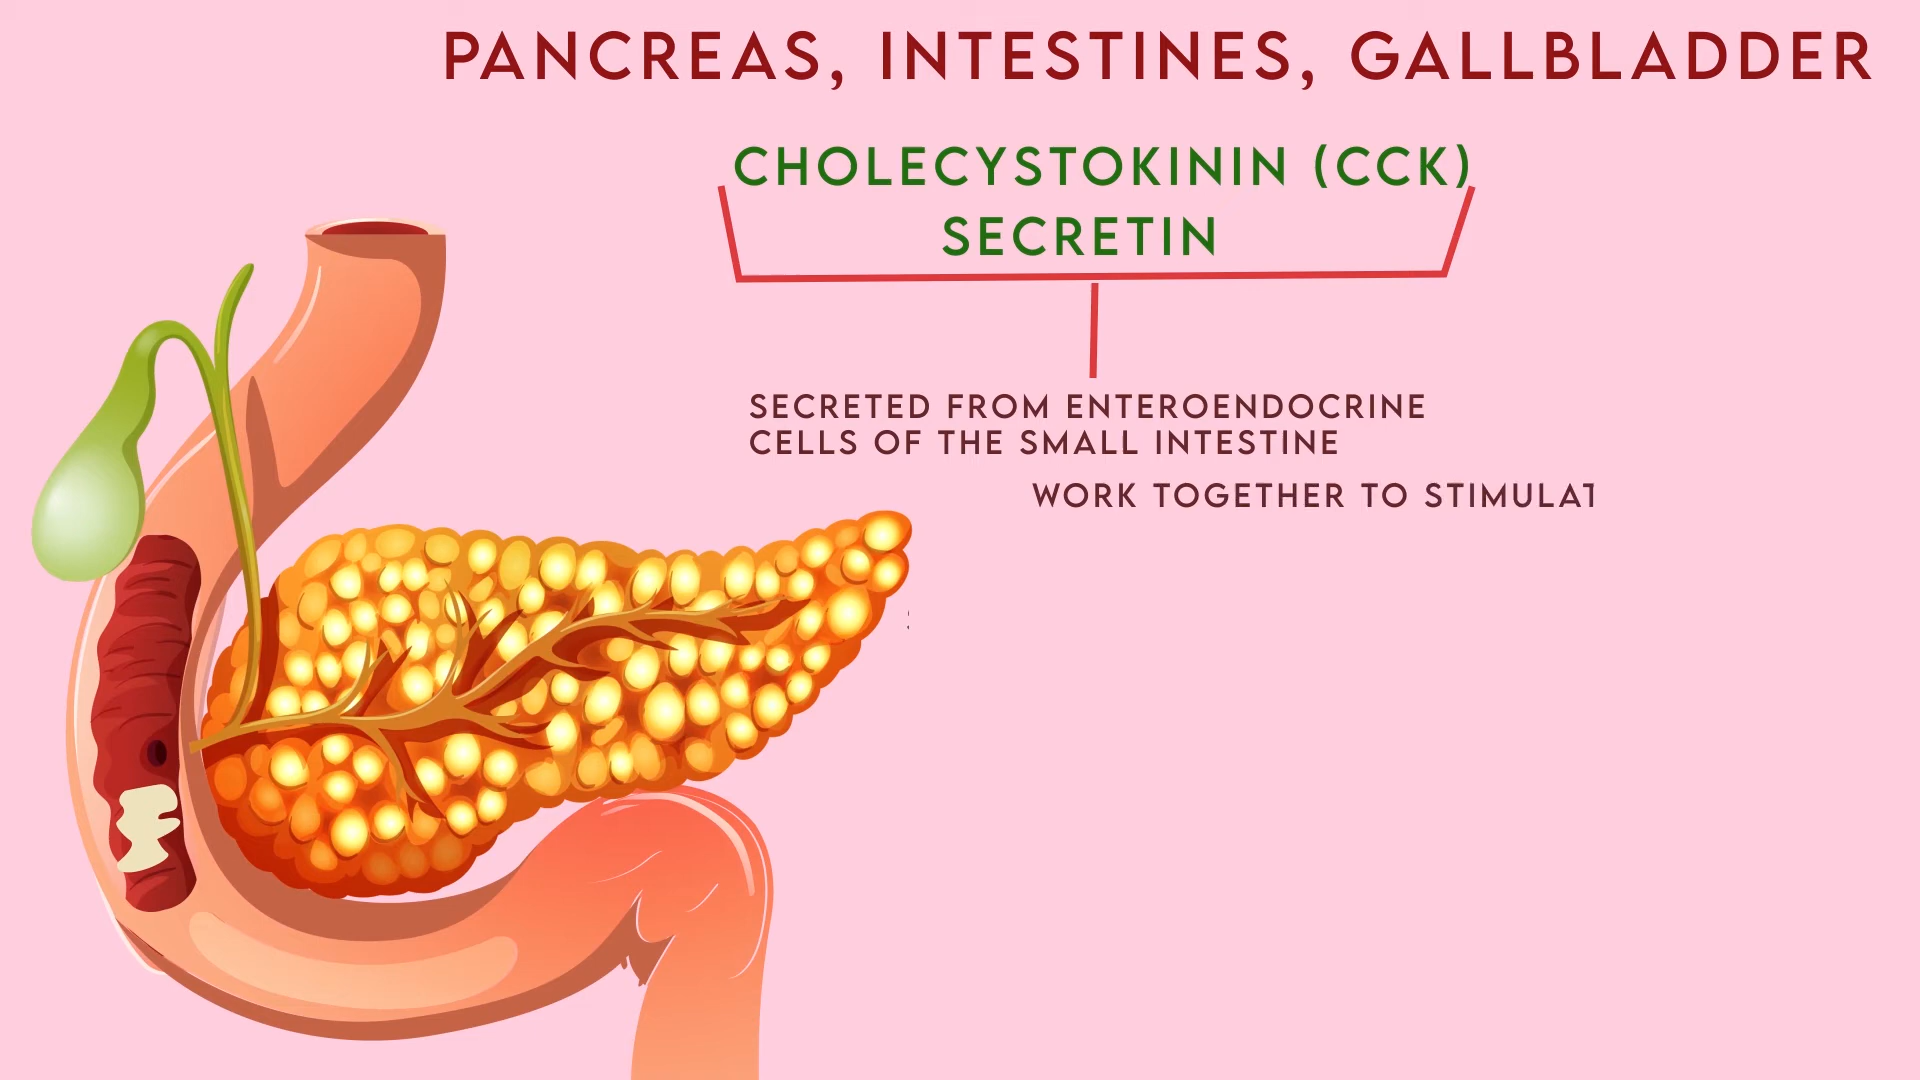 PANCREAS, INTESTINES, GALLBLADDER
CHOLECYSTOKININ (CCK)
SECRETIN
SECRETED FROM ENTEROENDOCRINE
CELLS OF THE SMALL INTESTINE
WORK TOGETHER TO